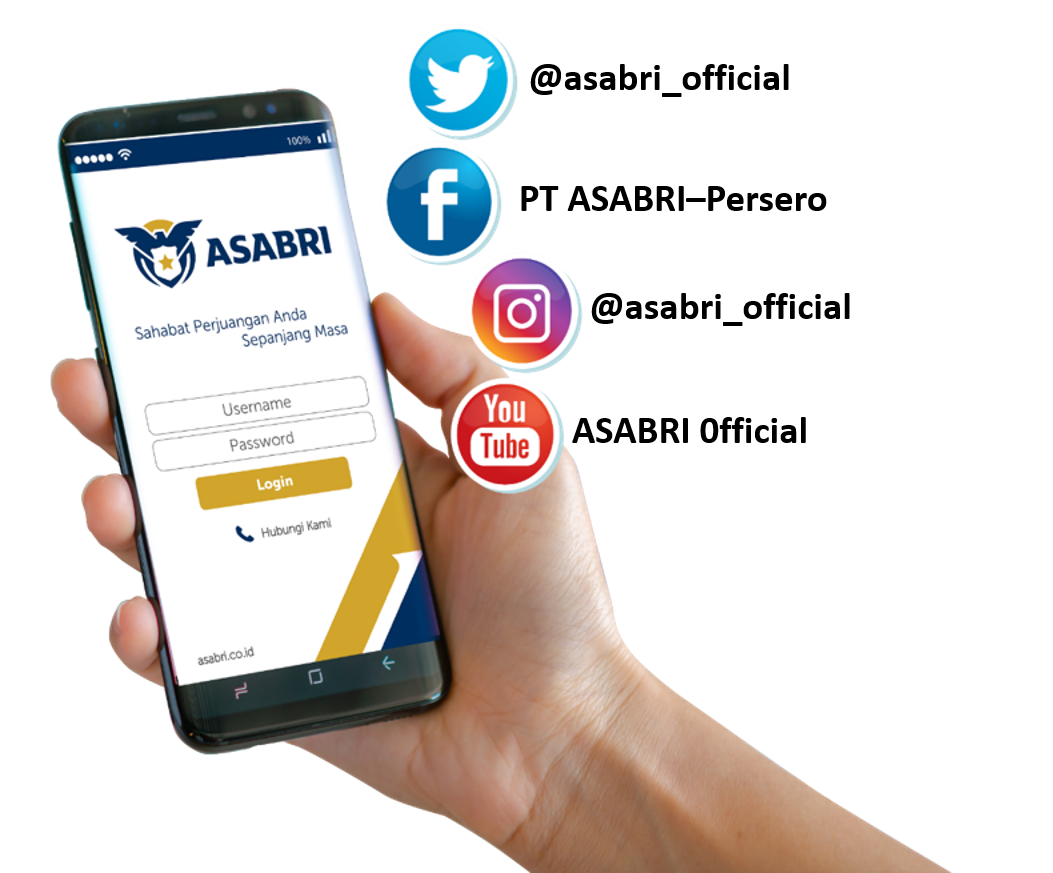 @asabri_official
PT ASABRI–Persero
@asabri_official
You
Tube
ASABRI 0fficial
100%
ASABRI
Sahabat Perjuangan Anda
Sepanjang Masa
Username
Password
Login
Hubungi Kami
asabri.co.id